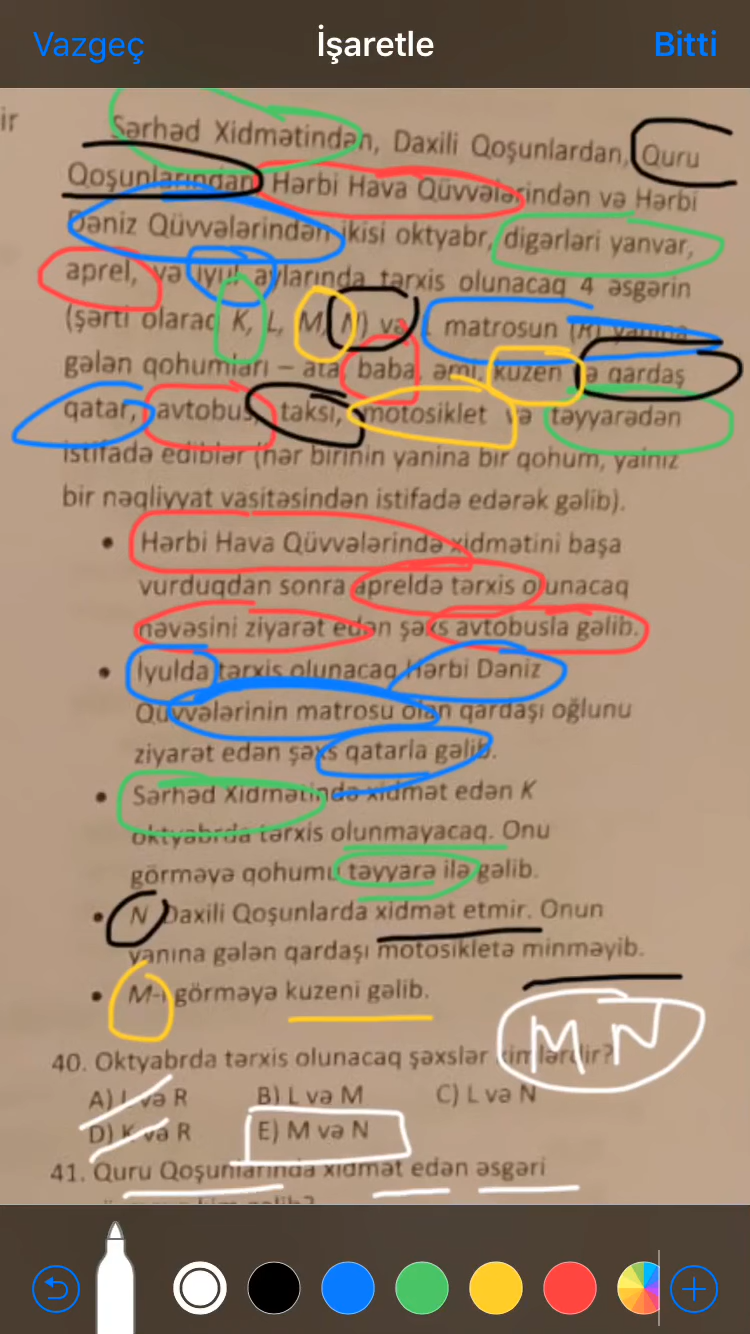 Vazgeç İşaretle Bitti
ir
Sərhəd Xidmətindən, Daxili Qoşunlardan, Quru
Qoşunlarından Hərbi Hava Qüvvələrindən və Hərbi
Dəniz Qüvvələrindən ikisi oktyabr, digərləri yanvar,
aprel, və iyul aylarında tərxis olunacaq 4 əsgərin
(şərti olaraq K, L, M, N) və matrosun (R) yanına
gələn qohumları – ata, baba, əmi, kuzen və qardaş
qatar, avtobus, taksi, motosiklet və təyyarədən
istifadə ediblər (hər birinin yanina bir qohum, yalnız
bir nəqliyyat vasitəsindən istifadə edərək gəlib).
• Hərbi Hava Qüvvələrində xidmətini başa
vurduqdan sonra apreldə tərxis olunacaq
nəvəsini ziyarət edən şəxs avtobusla gəlib.
• İyulda tərxis olunacaq Hərbi Dəniz
Qüvvələrinin matrosu olan qardaşı oğlunu
ziyarət edən şəxs qatarla gəlib.
• Sərhəd Xidmətində xidmət edən K
oktyabrda tərxis olunmayacaq. Onu
görməyə qohumu təyyarə ilə gəlib.
• N Daxili Qoşunlarda xidmət etmir. Onun
yanına gələn qardaşı motosikletə minməyib.
• M-i görməyə kuzeni gəlib.
MN
40. Oktyabrda tərxis olunacaq şəxslər kimlərdir?
A) L və R B) L və M C) L və N
D) K və R E) M və N
41. Quru Qoşunlarında xidmət edən əsgəri